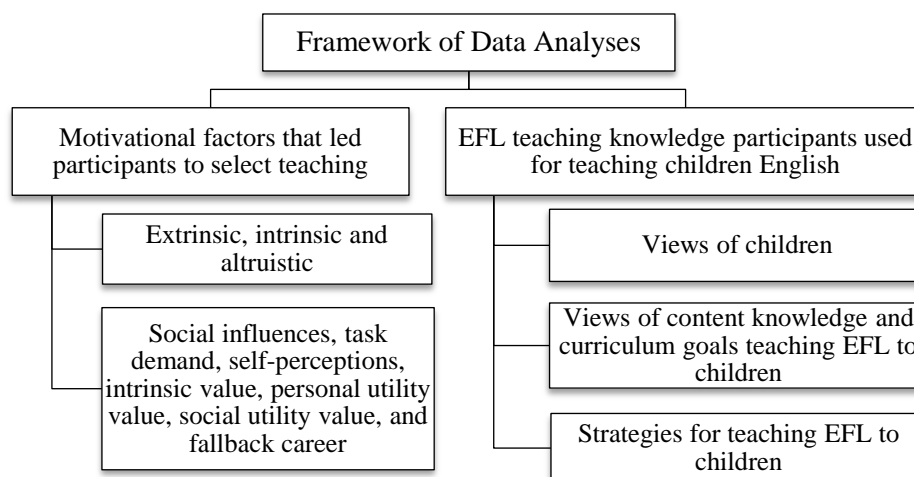 Framework of Data Analyses
Motivational factors that led
participants to select teaching
Extrinsic, intrinsic and
altruistic
Social influences, task
demand, self-perceptions,
intrinsic value, personal utility
value, social utility value, and
fallback career
EFL teaching knowledge participants used
for teaching children English
Views of children
Views of content knowledge and
curriculum goals teaching EFL to
children
Strategies for teaching EFL to
children